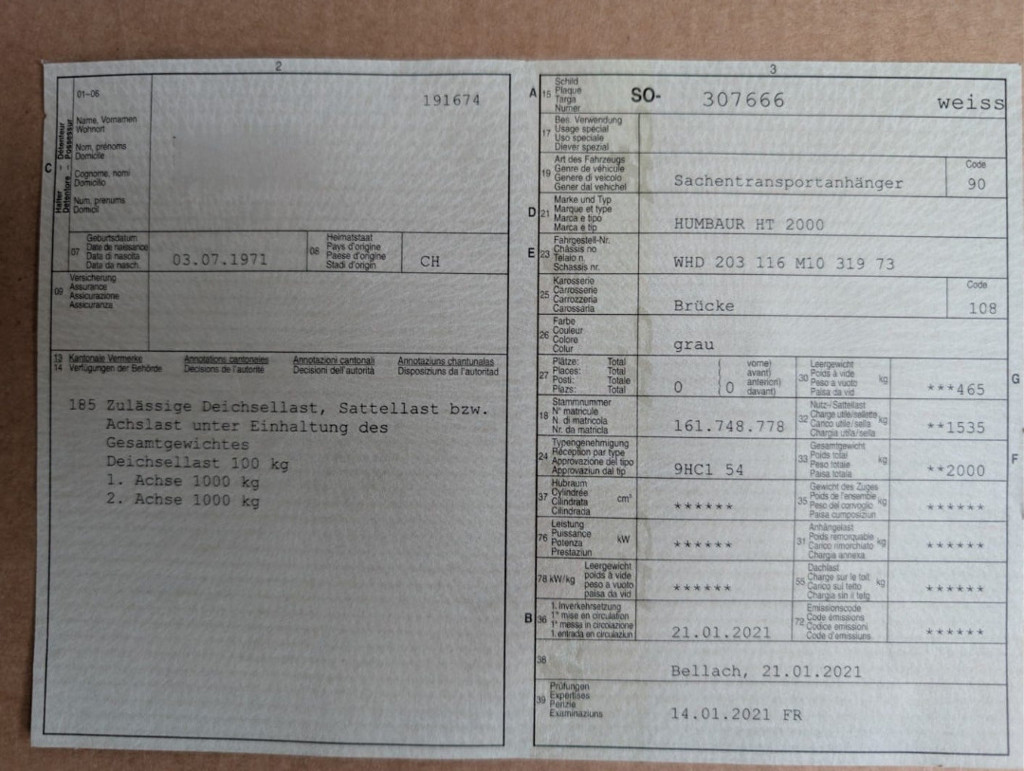 2
01-06
191674
Halter – Détenteur
Detentore – Possessur
C
Name, Vornamen
Wohnort
Nom, prénoms
Domicile
Cognome, nomi
Domicilio
Num, prenums
Domicil
07
Geburtsdatum
Date de naissance
Data di nascita
Data da nasch.
03.07.1971
08
Heimatstaat
Pays d'origine
Paese d'origine
Stadi d'origin
CH
09
Versicherung
Assurance
Assicurazione
Assicuranza
13 Kantonale Vermerke Annotations cantonales Annotazioni cantonali Annotaziuns chantunalas
14 Verfügungen der Behörde Décisions de l'autorité Decisioni dell'autorità Disposiziuns da l'autoritad
185 Zulässige Deichsellast, Sattellast bzw.
Achslast unter Einhaltung des
Gesamtgewichtes
Deichsellast 100 kg
1. Achse 1000 kg
2. Achse 1000 kg
3
A
15
Schild
Plaque
Targa
Numer
SO- 307666 weiss
17
Bes. Verwendung
Usage spécial
Uso speciale
Diever spezial
19
Art des Fahrzeugs
Genre de véhicule
Genere di veicolo
Gener dal vehichel
Sachentransportanhänger
Code
90
D
21
Marke und Typ
Marque et type
Marca e tipo
Marca e tip
HUMBAUR HT 2000
E
23
Fahrgestell-Nr.
Châssis no
Telaio n.
Schassis nr.
WHD 203 116 M10 319 73
25
Karosserie
Carrosserie
Carrozzeria
Carossaria
Brücke
Code
108
26
Farbe
Couleur
Colore
Colur
grau
27
Plätze: Total
Places: Total
Posti: Totale
Plazs: Total
0
0
vorne)
avant)
anteriori)
davant)
30
Leergewicht
Poids à vide
Peso a vuoto
Paisa da vid
kg
***465
G
18
Stammnummer
N° matricule
N. di matricola
Nr. da matricla
161.748.778
32
Nutz-/Sattellast
Charge utile/sellette
Carico utile/sella
Chargia utila/sella
kg
**1535
24
Typengenehmigung
Réception par type
Approvazione del tipo
Approvaziun dal tip
9HC1 54
33
Gesamtgewicht
Poids total
Peso totale
Paisa totala
kg
**2000
F
37
Hubraum
Cylindrée
Cilindrata
Cilindrada
cm³
******
35
Gewicht des Zuges
Poids de l'ensemble
Peso del convoglio
Paisa cumposiziun
kg
******
76
Leistung
Puissance
Potenza
Prestaziun
kW
******
31
Anhängelast
Poids remorquable
Carico rimorchiato
Chargia annexa
kg
******
78 kW/kg
Leergewicht
poids à vide
peso a vuoto
paisa da vid
******
55
Dachlast
Charge sur le toit
Carico sul tetto
Chargia sin il tetg
kg
******
B
36
1. Inverkehrsetzung
1re mise en circulation
1a messa in circolazione
1. entrada en circulaziun
21.01.2021
72
Emissionscode
Code émissions
Codice emissioni
Code d'emissiuns
******
38
Bellach, 21.01.2021
39
Prüfungen
Expertises
Perizie
Examinaziuns
14.01.2021 FR